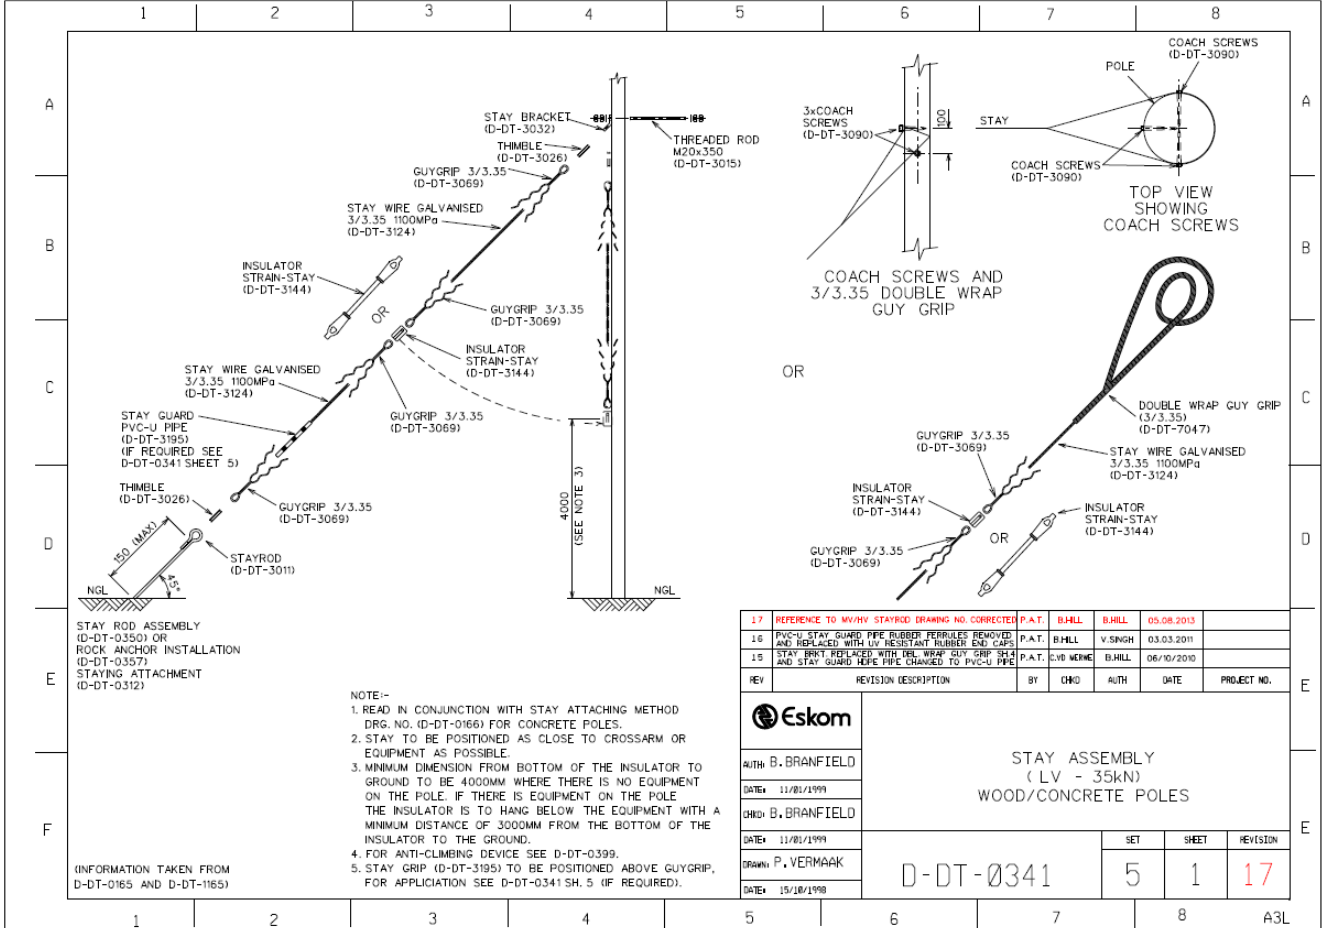 1 2 3 4 5 6 7 8
A
B
C
D
E
F
A
B
C
D
E
E
STAY BRACKET
(D-DT-3032)
THIMBLE
(D-DT-3026)
GUYGRIP 3/3.35
(D-DT-3069)
STAY WIRE GALVANISED
3/3.35 1100MPa
(D-DT-3124)
INSULATOR
STRAIN-STAY
(D-DT-3144)
OR
THREADED ROD
M20x350
(D-DT-3015)
GUYGRIP 3/3.35
(D-DT-3069)
INSULATOR
STRAIN-STAY
(D-DT-3144)
STAY WIRE GALVANISED
3/3.35 1100MPa
(D-DT-3124)
GUYGRIP 3/3.35
(D-DT-3069)
STAY GUARD
PVC-U PIPE
(D-DT-3195)
(IF REQUIRED SEE
D-DT-0341 SHEET 5)
THIMBLE
(D-DT-3026)
GUYGRIP 3/3.35
(D-DT-3069)
150 (MAX)
45°
STAYROD
(D-DT-3011)
NGL
4000
(SEE NOTE 3)
NGL
STAY ROD ASSEMBLY
(D-DT-0350) OR
ROCK ANCHOR INSTALLATION
(D-DT-0357)
STAYING ATTACHMENT
(D-DT-0312)
3xCOACH
SCREWS
(D-DT-3090)
100
COACH SCREWS AND
3/3.35 DOUBLE WRAP
GUY GRIP
COACH SCREWS
(D-DT-3090)
POLE
STAY
COACH SCREWS
(D-DT-3090)
TOP VIEW
SHOWING
COACH SCREWS
OR
DOUBLE WRAP GUY GRIP
(3/3.35)
(D-DT-7047)
GUYGRIP 3/3.35
(D-DT-3069)
STAY WIRE GALVANISED
3/3.35 1100MPa
(D-DT-3124)
INSULATOR
STRAIN-STAY
(D-DT-3144)
OR
INSULATOR
STRAIN-STAY
(D-DT-3144)
GUYGRIP 3/3.35
(D-DT-3069)
NOTE:-
1. READ IN CONJUNCTION WITH STAY ATTACHING METHOD
DRG. NO. (D-DT-0166) FOR CONCRETE POLES.
2. STAY TO BE POSITIONED AS CLOSE TO CROSSARM OR
EQUIPMENT AS POSSIBLE.
3. MINIMUM DIMENSION FROM BOTTOM OF THE INSULATOR TO
GROUND TO BE 4000MM WHERE THERE IS NO EQUIPMENT
ON THE POLE. IF THERE IS EQUIPMENT ON THE POLE
THE INSULATOR IS TO HANG BELOW THE EQUIPMENT WITH A
MINIMUM DISTANCE OF 3000MM FROM THE BOTTOM OF THE
INSULATOR TO THE GROUND.
4. FOR ANTI-CLIMBING DEVICE SEE D-DT-0399.
5. STAY GRIP (D-DT-3195) TO BE POSITIONED ABOVE GUYGRIP,
FOR APPLICIATION SEE D-DT-0341 SH. 5 (IF REQUIRED).
(INFORMATION TAKEN FROM
D-DT-0165 AND D-DT-1165)
17 REFERENCE TO MV/HV STAYROD DRAWING NO. CORRECTED P.A.T. B.HILL B.HILL 05.08.2013
16 PVC-U STAY GUARD PIPE RUBBER FERRULES REMOVED
AND REPLACED WITH UV RESISTANT RUBBER END CAPS P.A.T. B.HILL V.SINGH 03.03.2011
15 STAY BRKT. REPLACED WITH DBL. WRAP GUY GRIP SH.4
AND STAY GUARD HDPE PIPE CHANGED TO PVC-U PIPE P.A.T. C.VD MERWE B.HILL 06/10/2010
REV REVISION DESCRIPTION BY CHKD AUTH DATE PROJECT NO.
Eskom
AUTH: B.BRANFIELD
DATE: 11/01/1999
CHKD: B.BRANFIELD
DATE: 11/01/1999
DRAWN: P.VERMAAK
DATE: 15/10/1998
STAY ASSEMBLY
( LV - 35kN)
WOOD/CONCRETE POLES
D-DT-0341
SET SHEET REVISION
5 1 17
1 2 3 4 5 6 7 8 A3L